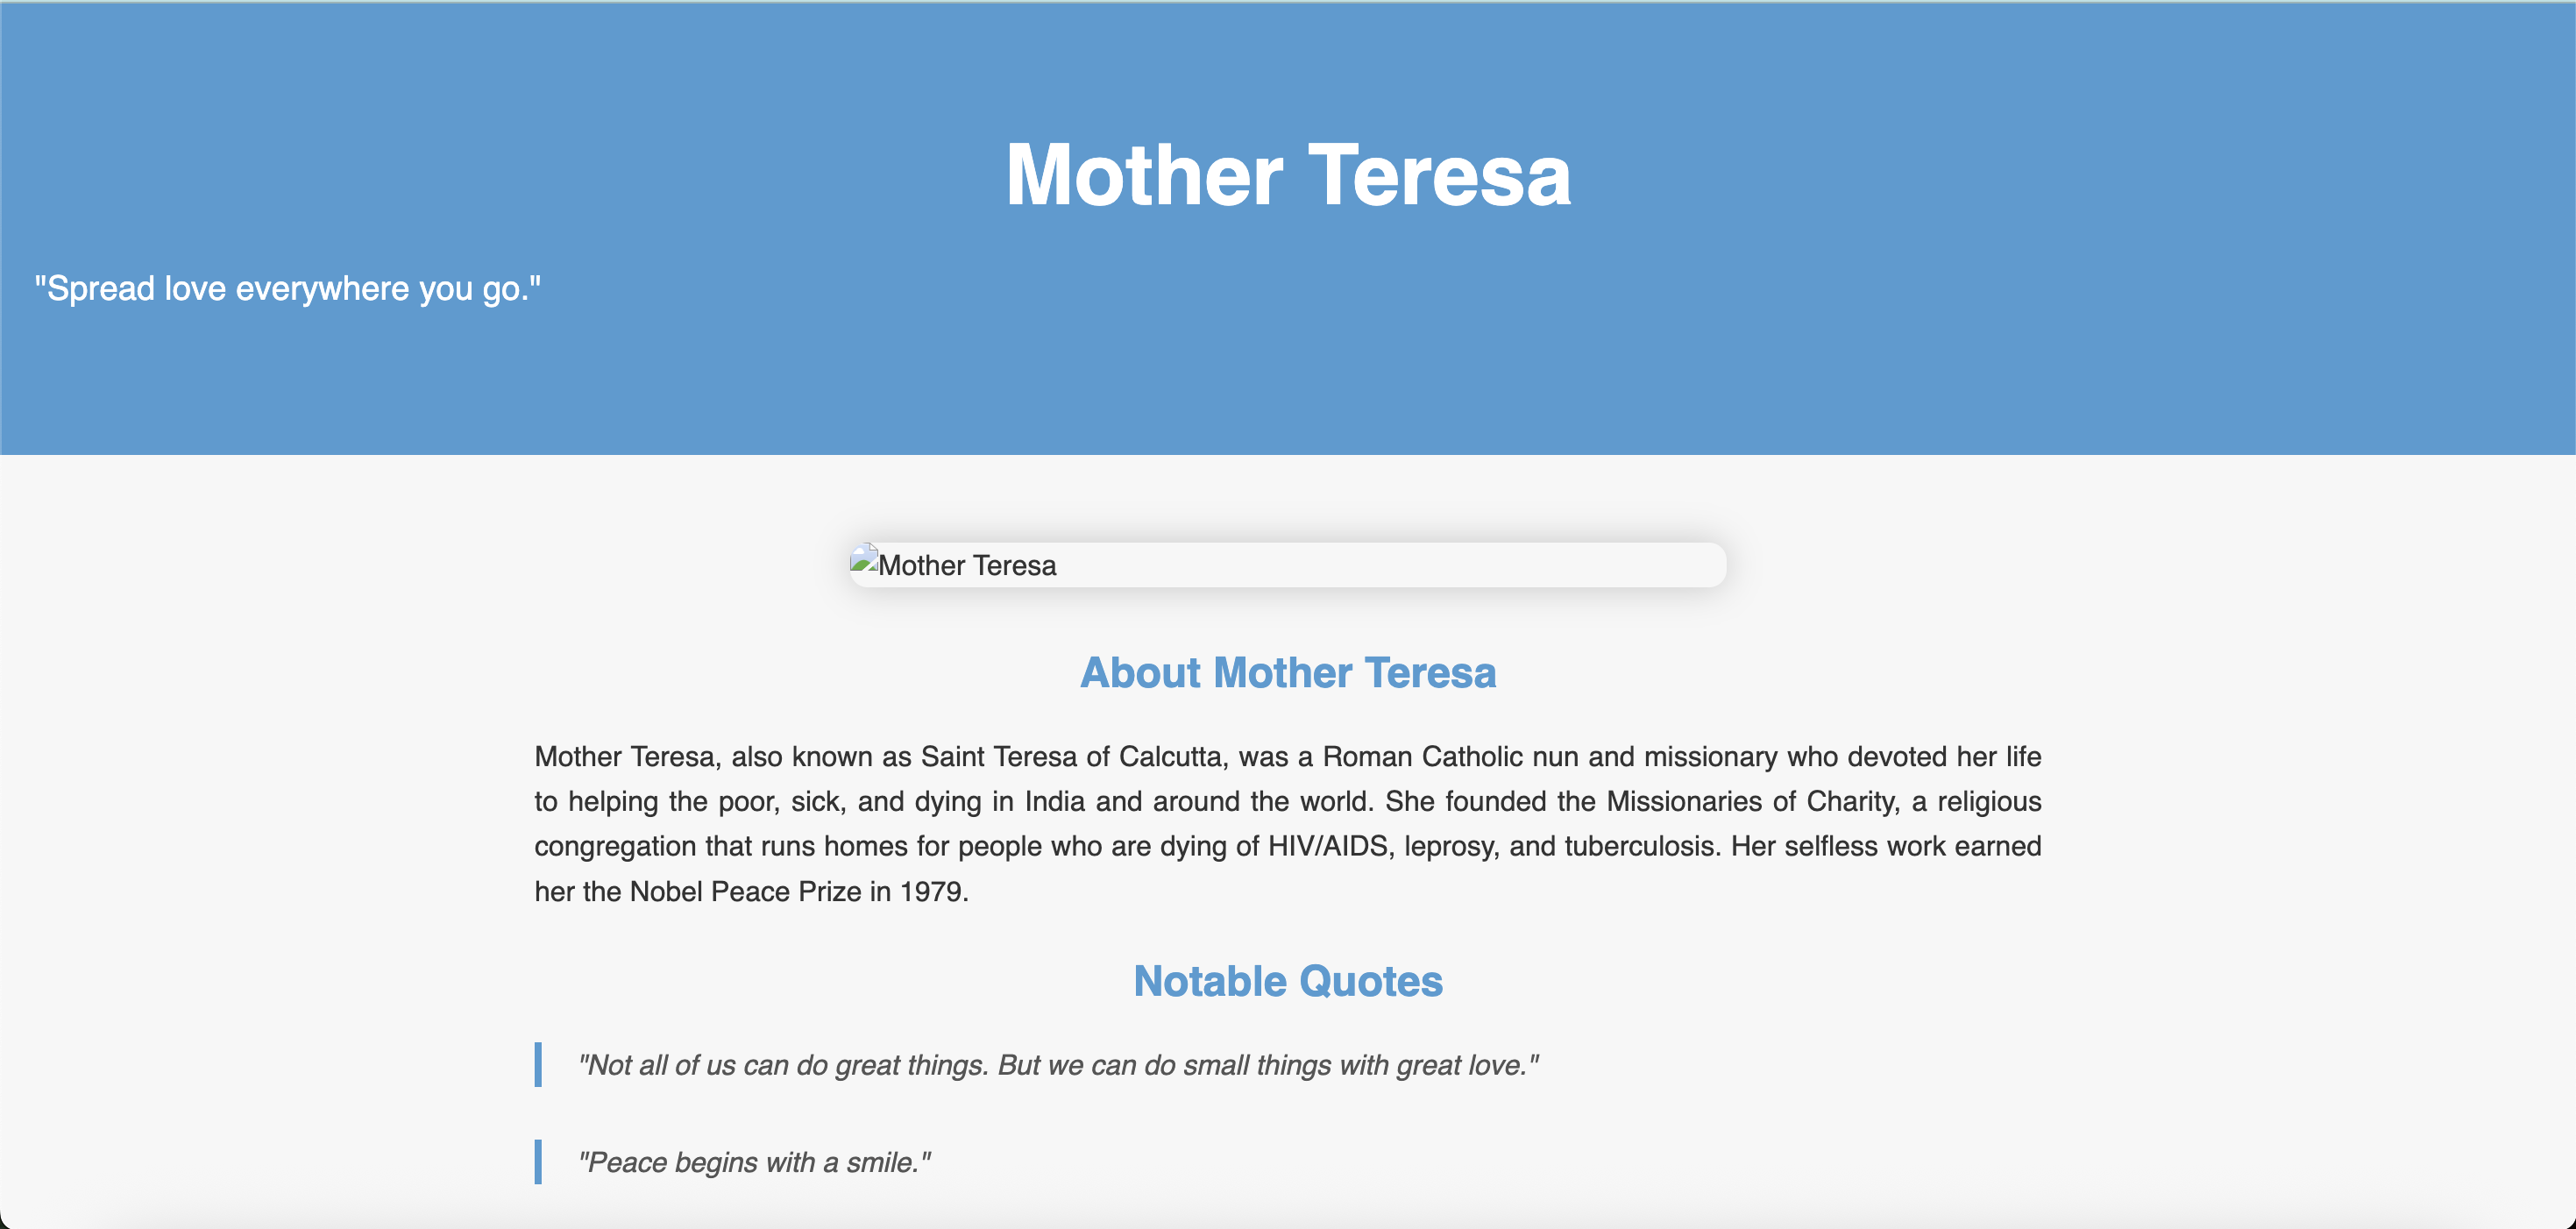 Mother Teresa
"Spread love everywhere you go."
Mother Teresa
About Mother Teresa
Mother Teresa, also known as Saint Teresa of Calcutta, was a Roman Catholic nun and missionary who devoted her life
to helping the poor, sick, and dying in India and around the world. She founded the Missionaries of Charity, a religious
congregation that runs homes for people who are dying of HIV/AIDS, leprosy, and tuberculosis. Her selfless work earned
her the Nobel Peace Prize in 1979.
Notable Quotes
"Not all of us can do great things. But we can do small things with great love."
"Peace begins with a smile."